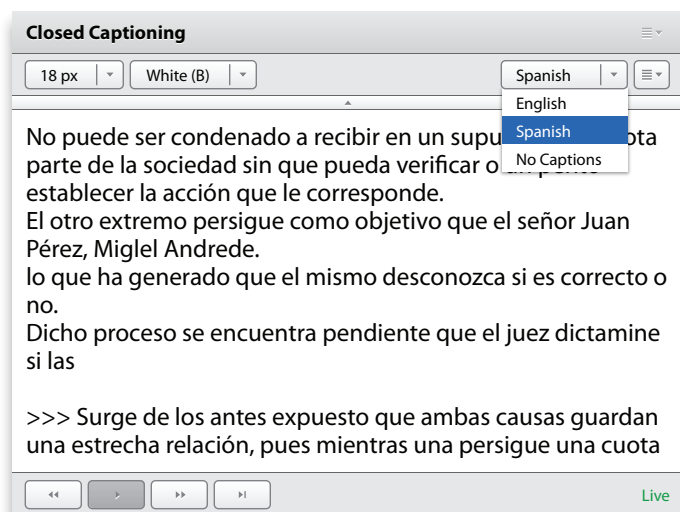 Closed Captioning
18 px
White (B)
Spanish
English
Spanish
No Captions
No puede ser condenado a recibir en un
parte de la sociedad sin que pueda verificar
establecer la acción que le corresponde.
El otro extremo persigue como objetivo que el señor Juan
Pérez, Miglel Andrede.
lo que ha generado que el mismo desconozca si es correcto o
no.
Dicho proceso se encuentra pendiente que el juez dictamine
si las
>>> Surge de los antes expuesto que ambas causas guardan
una estrecha relación, pues mientras una persigue una cuota
Live